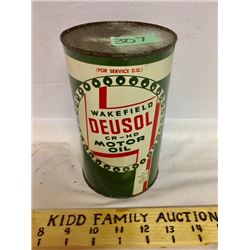 307
(FOR SERVICE D.G.)
WAKEFIELD
DEUSOL
CR-HD
MOTOR
OIL
KIDD FAMILY AUCTION
8 9 10 11 12 13 14